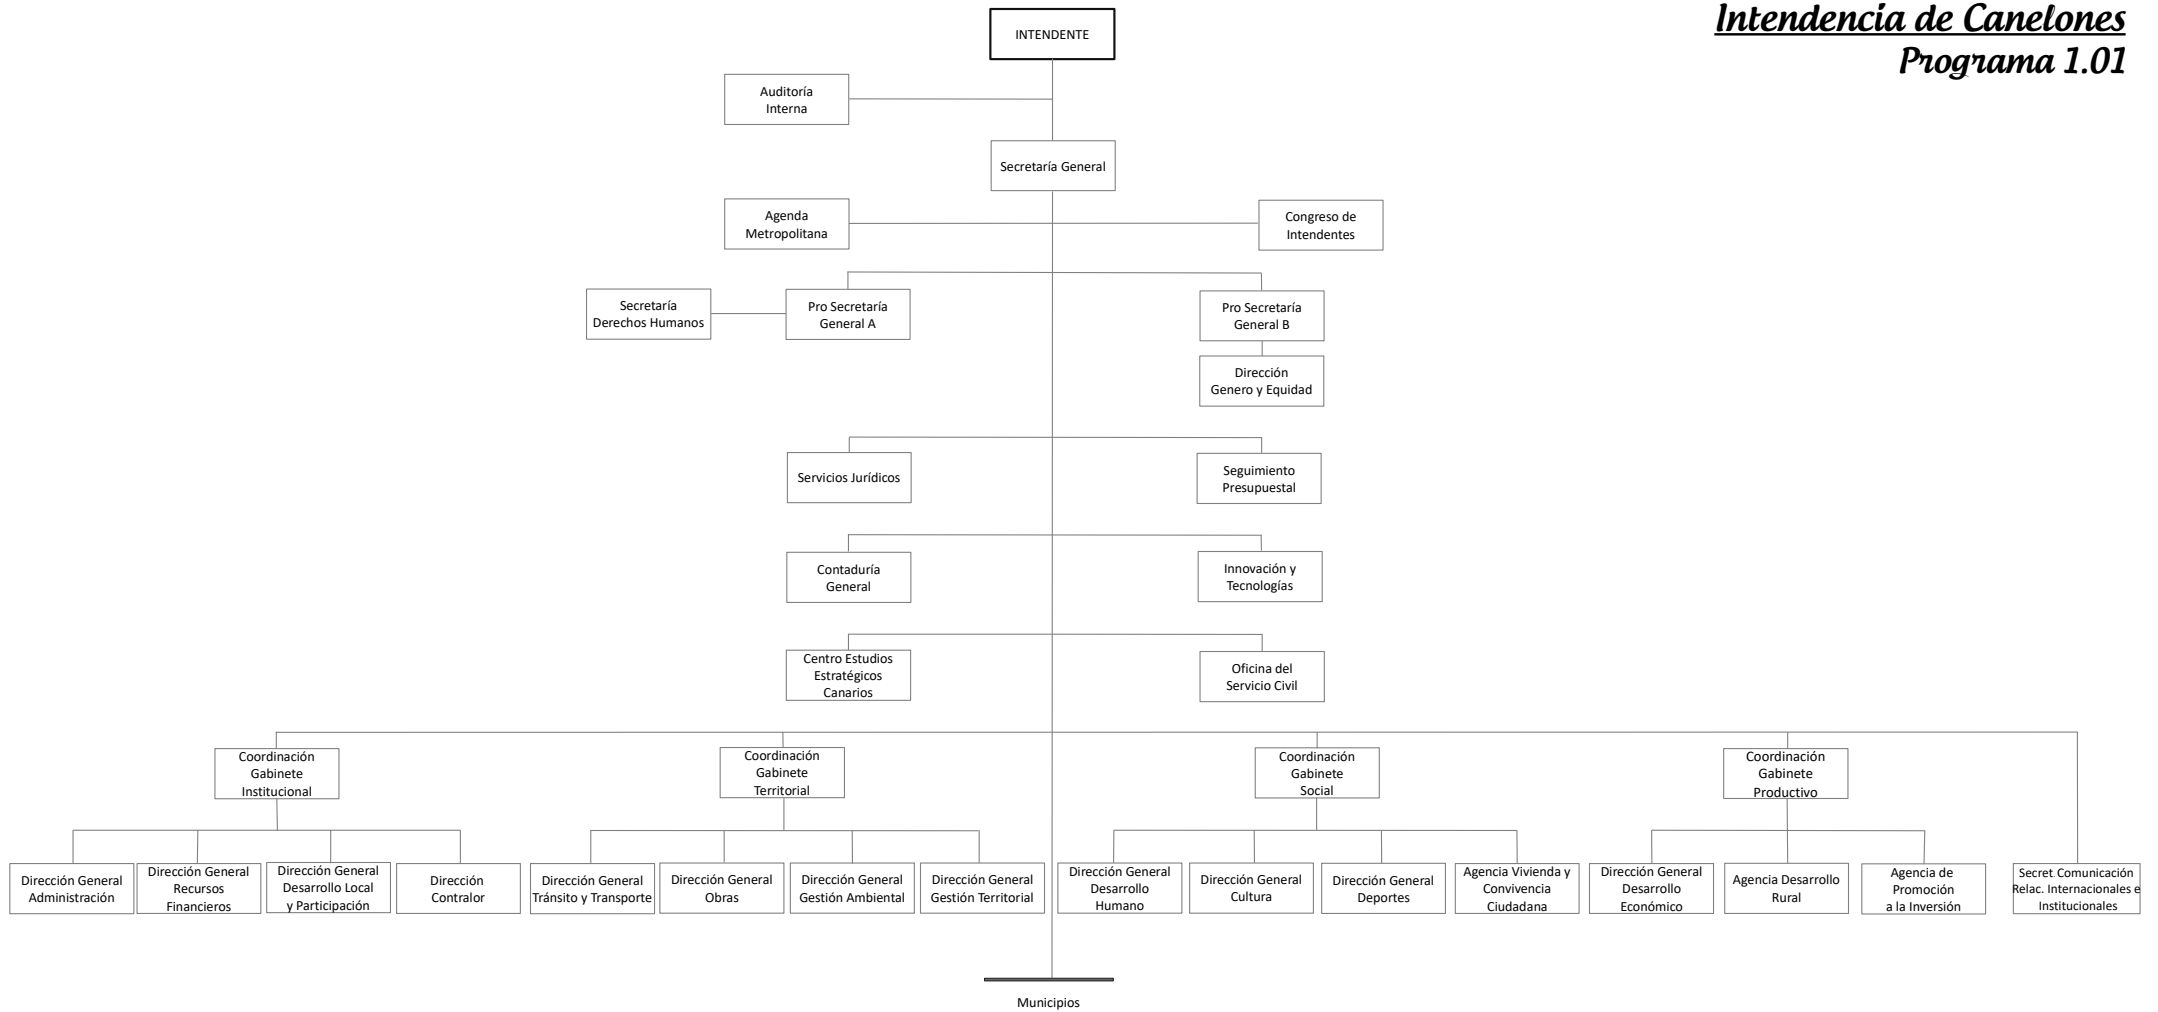 Intendencia de Canelones
Programa 1.01
INTENDENTE
Auditoría
Interna
Secretaría General
Agenda
Metropolitana
Congreso de
Intendentes
Secretaría
Derechos Humanos
Pro Secretaría
General A
Pro Secretaría
General B
Dirección
Genero y Equidad
Servicios Jurídicos
Seguimiento
Presupuestal
Contaduría
General
Innovación y
Tecnologías
Centro Estudios
Estratégicos
Canarios
Oficina del
Servicio Civil
Coordinación
Gabinete
Institucional
Coordinación
Gabinete
Territorial
Coordinación
Gabinete
Social
Coordinación
Gabinete
Productivo
Dirección General
Administración
Dirección General
Recursos
Financieros
Dirección General
Desarrollo Local
y Participación
Dirección
Contralor
Dirección General
Tránsito y Transporte
Dirección General
Obras
Dirección General
Gestión Ambiental
Dirección General
Gestión Territorial
Dirección General
Desarrollo
Humano
Dirección General
Cultura
Dirección General
Deportes
Agencia Vivienda y
Convivencia
Ciudadana
Dirección General
Desarrollo
Económico
Agencia Desarrollo
Rural
Agencia de
Promoción
a la Inversión
Secret. Comunicación
Relac. Internacionales e
Institucionales
Municipios